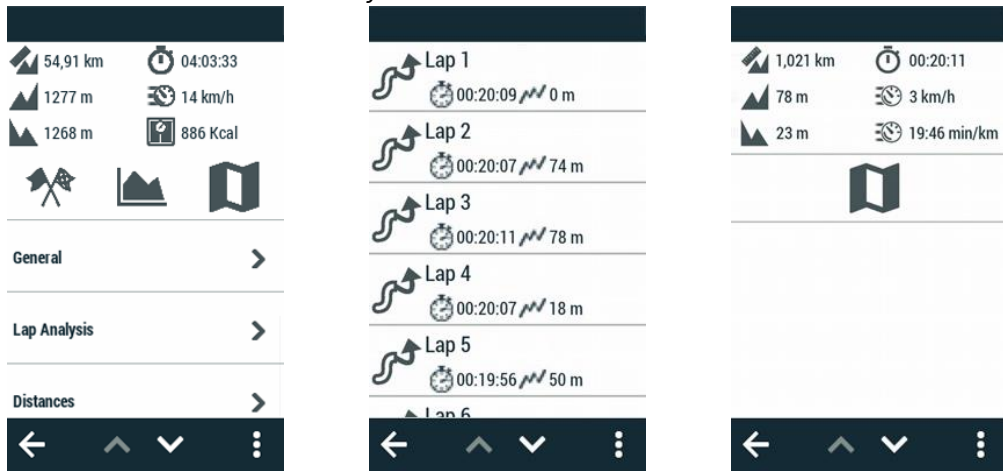 54,91 km 04:03:33
1277 m 14 km/h
1268 m 886 Kcal
General
Lap Analysis
Distances
Lap 1
00:20:09 0 m
Lap 2
00:20:07 74 m
Lap 3
00:20:11 78 m
Lap 4
00:20:07 18 m
Lap 5
00:19:56 50 m
Lap 6
1,021 km 00:20:11
78 m 3 km/h
23 m 19:46 min/km